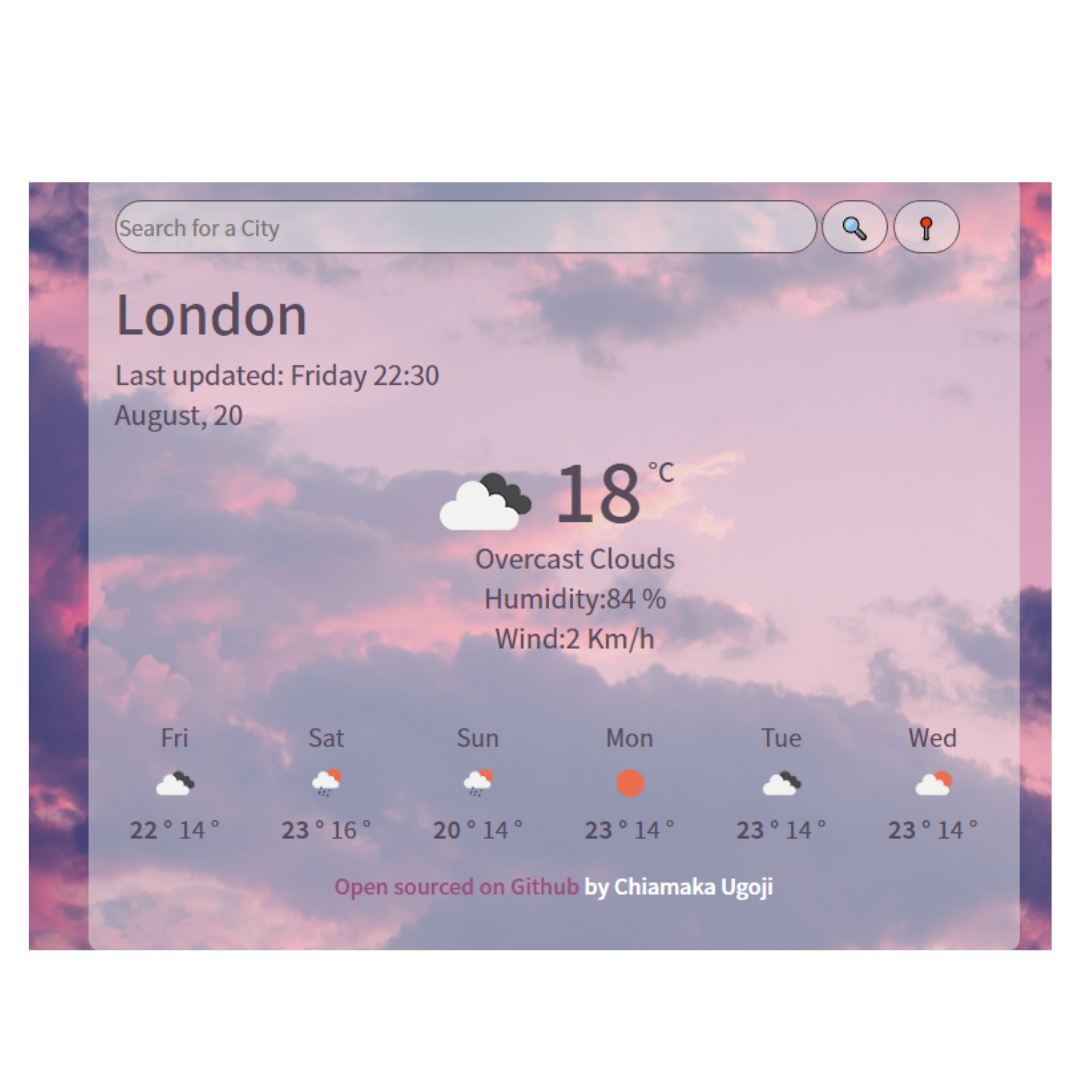 Search for a City
London
Last updated: Friday 22:30
August, 20
18 °C
Overcast Clouds
Humidity:84 %
Wind:2 Km/h
Fri Sat Sun Mon Tue Wed
22 ° 14 ° 23 ° 16 ° 20 ° 14 ° 23 ° 14 ° 23 ° 14 ° 23 ° 14 °
Open sourced on Github by Chiamaka Ugoji